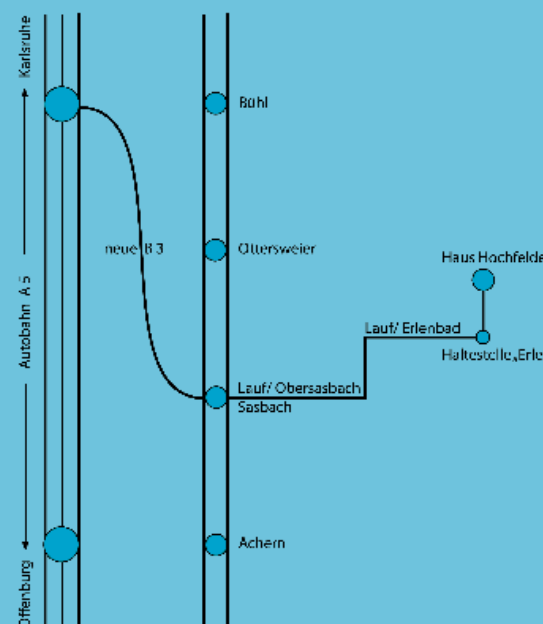 Karlsruhe
Bühl
neue B 3
Ottersweier
Haus Hochfelde
Autobahn A 5
Lauf/ Erlenbad
Haltestelle „Erle
Lauf/ Obersasbach
Sasbach
Achern
Offenburg